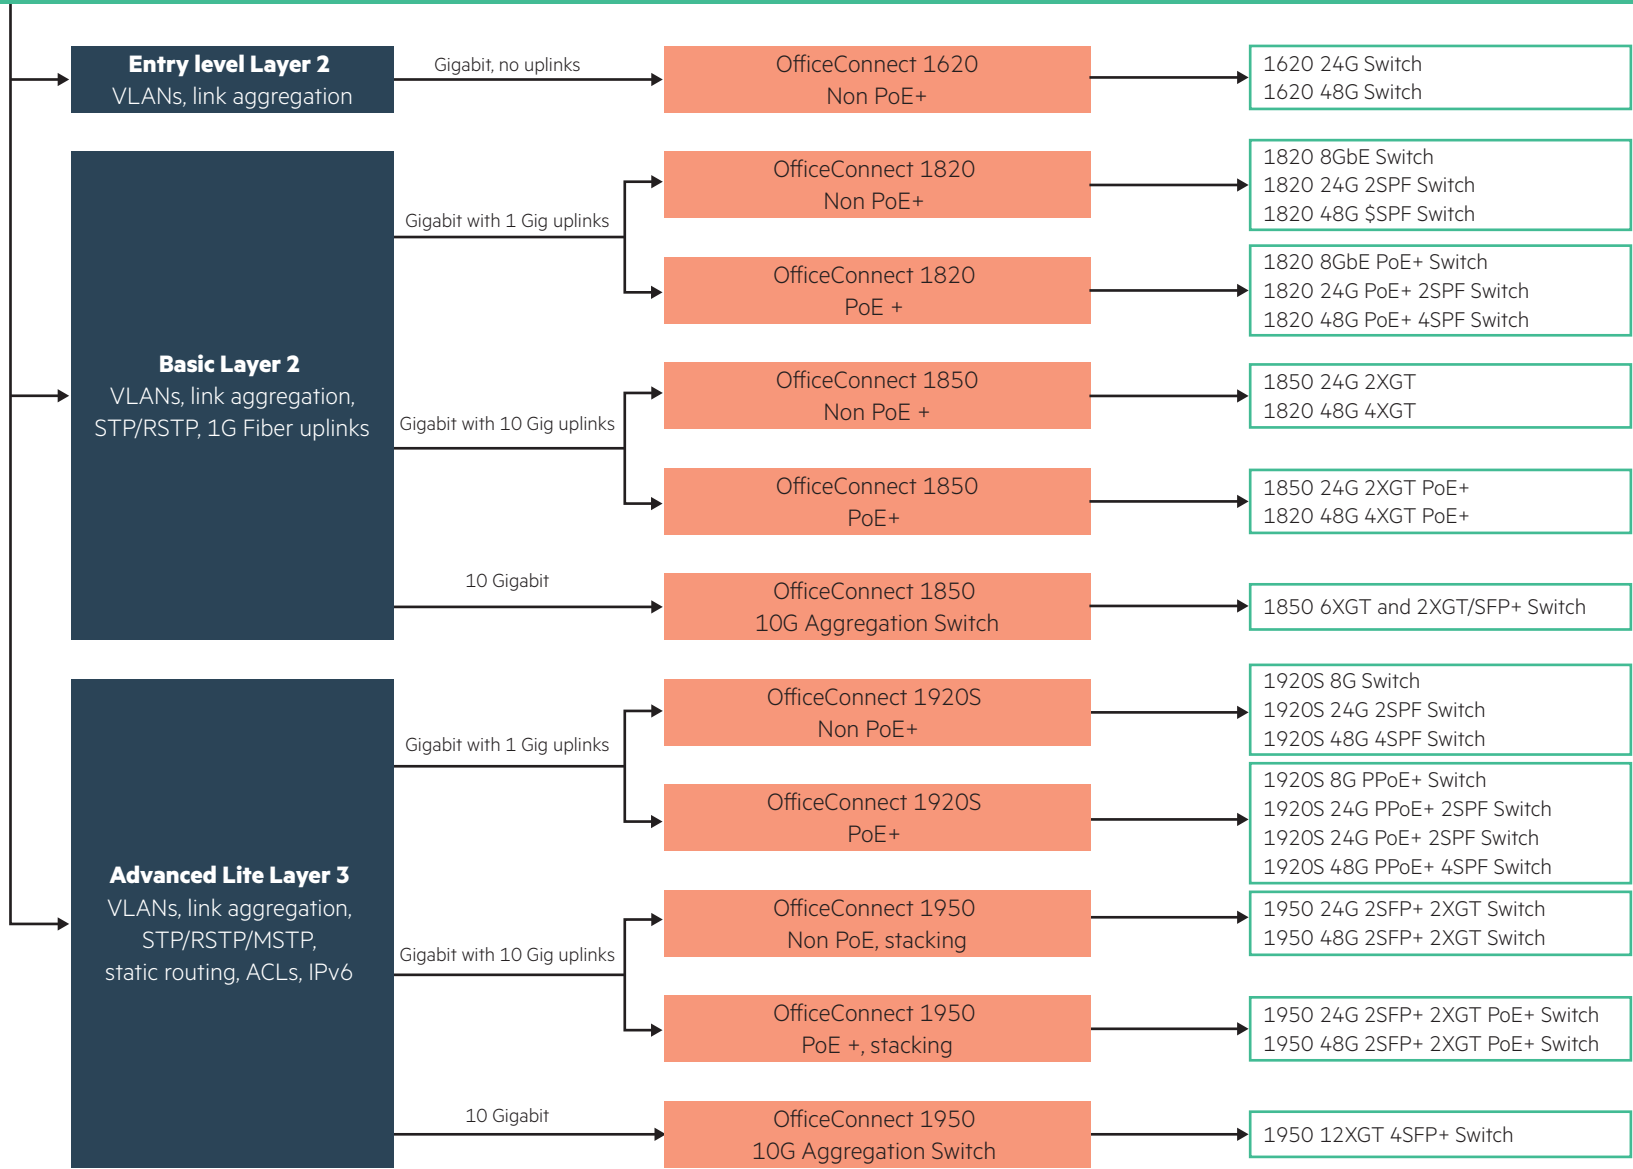 Entry level Layer 2
VLANs, link aggregation
Gigabit, no uplinks
OfficeConnect 1620
Non PoE+
1620 24G Switch
1620 48G Switch
Basic Layer 2
VLANs, link aggregation,
STP/RSTP, 1G Fiber uplinks
Gigabit with 1 Gig uplinks
OfficeConnect 1820
Non PoE+
1820 8GbE Switch
1820 24G 2SPF Switch
1820 48G $SPF Switch
OfficeConnect 1820
PoE +
1820 8GbE PoE+ Switch
1820 24G PoE+ 2SPF Switch
1820 48G PoE+ 4SPF Switch
Gigabit with 10 Gig uplinks
OfficeConnect 1850
Non PoE +
1850 24G 2XGT
1820 48G 4XGT
OfficeConnect 1850
PoE+
1850 24G 2XGT PoE+
1820 48G 4XGT PoE+
10 Gigabit
OfficeConnect 1850
10G Aggregation Switch
1850 6XGT and 2XGT/SFP+ Switch
Advanced Lite Layer 3
VLANs, link aggregation,
STP/RSTP/MSTP,
static routing, ACLs, IPv6
Gigabit with 1 Gig uplinks
OfficeConnect 1920S
Non PoE+
1920S 8G Switch
1920S 24G 2SPF Switch
1920S 48G 4SPF Switch
OfficeConnect 1920S
PoE+
1920S 8G PPoE+ Switch
1920S 24G PPoE+ 2SPF Switch
1920S 24G PoE+ 2SPF Switch
1920S 48G PPoE+ 4SPF Switch
Gigabit with 10 Gig uplinks
OfficeConnect 1950
Non PoE, stacking
1950 24G 2SFP+ 2XGT Switch
1950 48G 2SFP+ 2XGT Switch
OfficeConnect 1950
PoE +, stacking
1950 24G 2SFP+ 2XGT PoE+ Switch
1950 48G 2SFP+ 2XGT PoE+ Switch
10 Gigabit
OfficeConnect 1950
10G Aggregation Switch
1950 12XGT 4SFP+ Switch